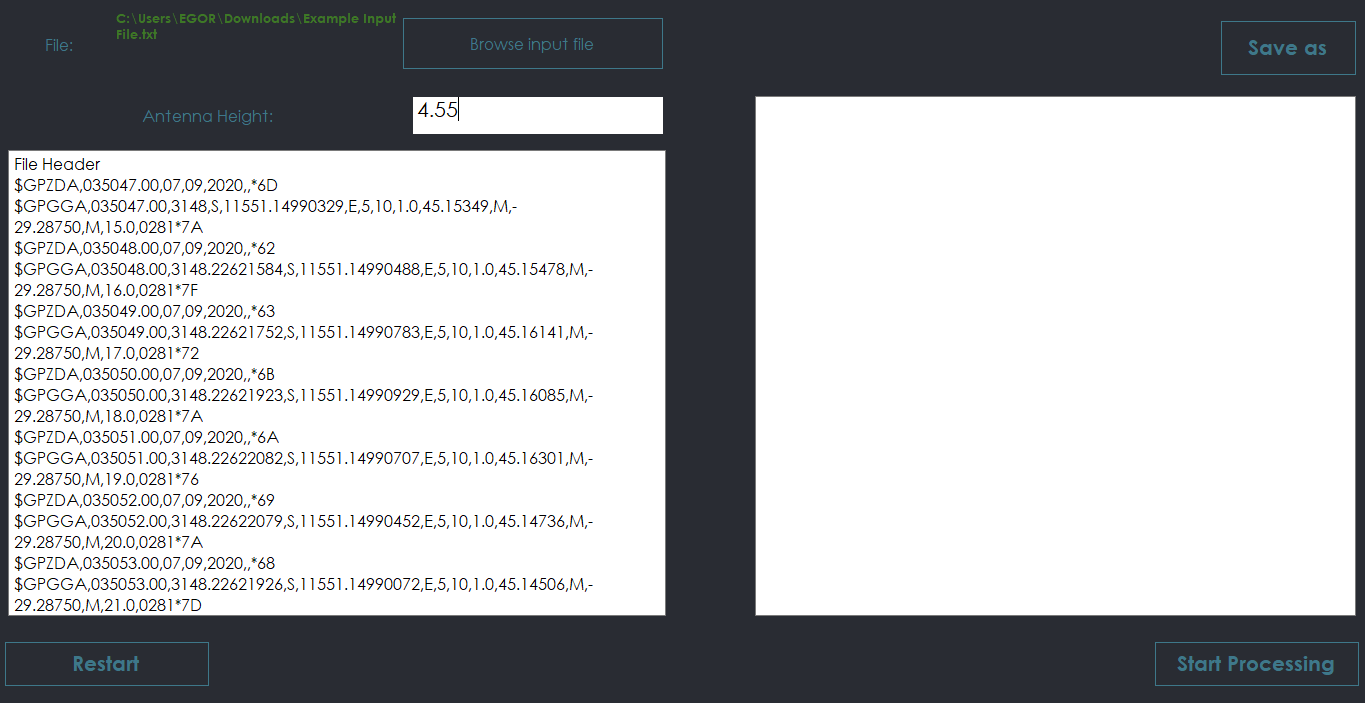 C:\Users\EGOR\Downloads\Example Input
File.txt
File:
Browse input file
Save as
Antenna Height:
4.55
File Header
$GPZDA,035047.00,07,09,2020,,*6D
$GPGGA,035047.00,3148,S,11551.14990329,E,5,10,1.0,45.15349,M,-
29.28750,M,15.0,0281*7A
$GPZDA,035048.00,07,09,2020,,*62
$GPGGA,035048.00,3148.22621584,S,11551.14990488,E,5,10,1.0,45.15478,M,-
29.28750,M,16.0,0281*7F
$GPZDA,035049.00,07,09,2020,,*63
$GPGGA,035049.00,3148.22621752,S,11551.14990783,E,5,10,1.0,45.16141,M,-
29.28750,M,17.0,0281*72
$GPZDA,035050.00,07,09,2020,,*6B
$GPGGA,035050.00,3148.22621923,S,11551.14990929,E,5,10,1.0,45.16085,M,-
29.28750,M,18.0,0281*7A
$GPZDA,035051.00,07,09,2020,,*6A
$GPGGA,035051.00,3148.22622082,S,11551.14990707,E,5,10,1.0,45.16301,M,-
29.28750,M,19.0,0281*76
$GPZDA,035052.00,07,09,2020,,*69
$GPGGA,035052.00,3148.22622079,S,11551.14990452,E,5,10,1.0,45.14736,M,-
29.28750,M,20.0,0281*7A
$GPZDA,035053.00,07,09,2020,,*68
$GPGGA,035053.00,3148.22621926,S,11551.14990072,E,5,10,1.0,45.14506,M,-
29.28750,M,21.0,0281*7D
Restart
Start Processing